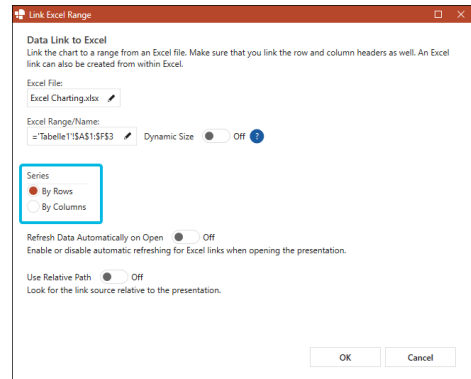 Link Excel Range
Data Link to Excel
Link the chart to a range from an Excel file. Make sure that you link the row and column headers as well. An Excel
link can also be created from within Excel.
Excel File:
Excel Charting.xlsx
Excel Range/Name:
='Tabelle1'!$A$1:$F$3 Dynamic Size Off ?
Series
By Rows
By Columns
Refresh Data Automatically on Open Off
Enable or disable automatic refreshing for Excel links when opening the presentation.
Use Relative Path Off
Look for the link source relative to the presentation.
OK Cancel